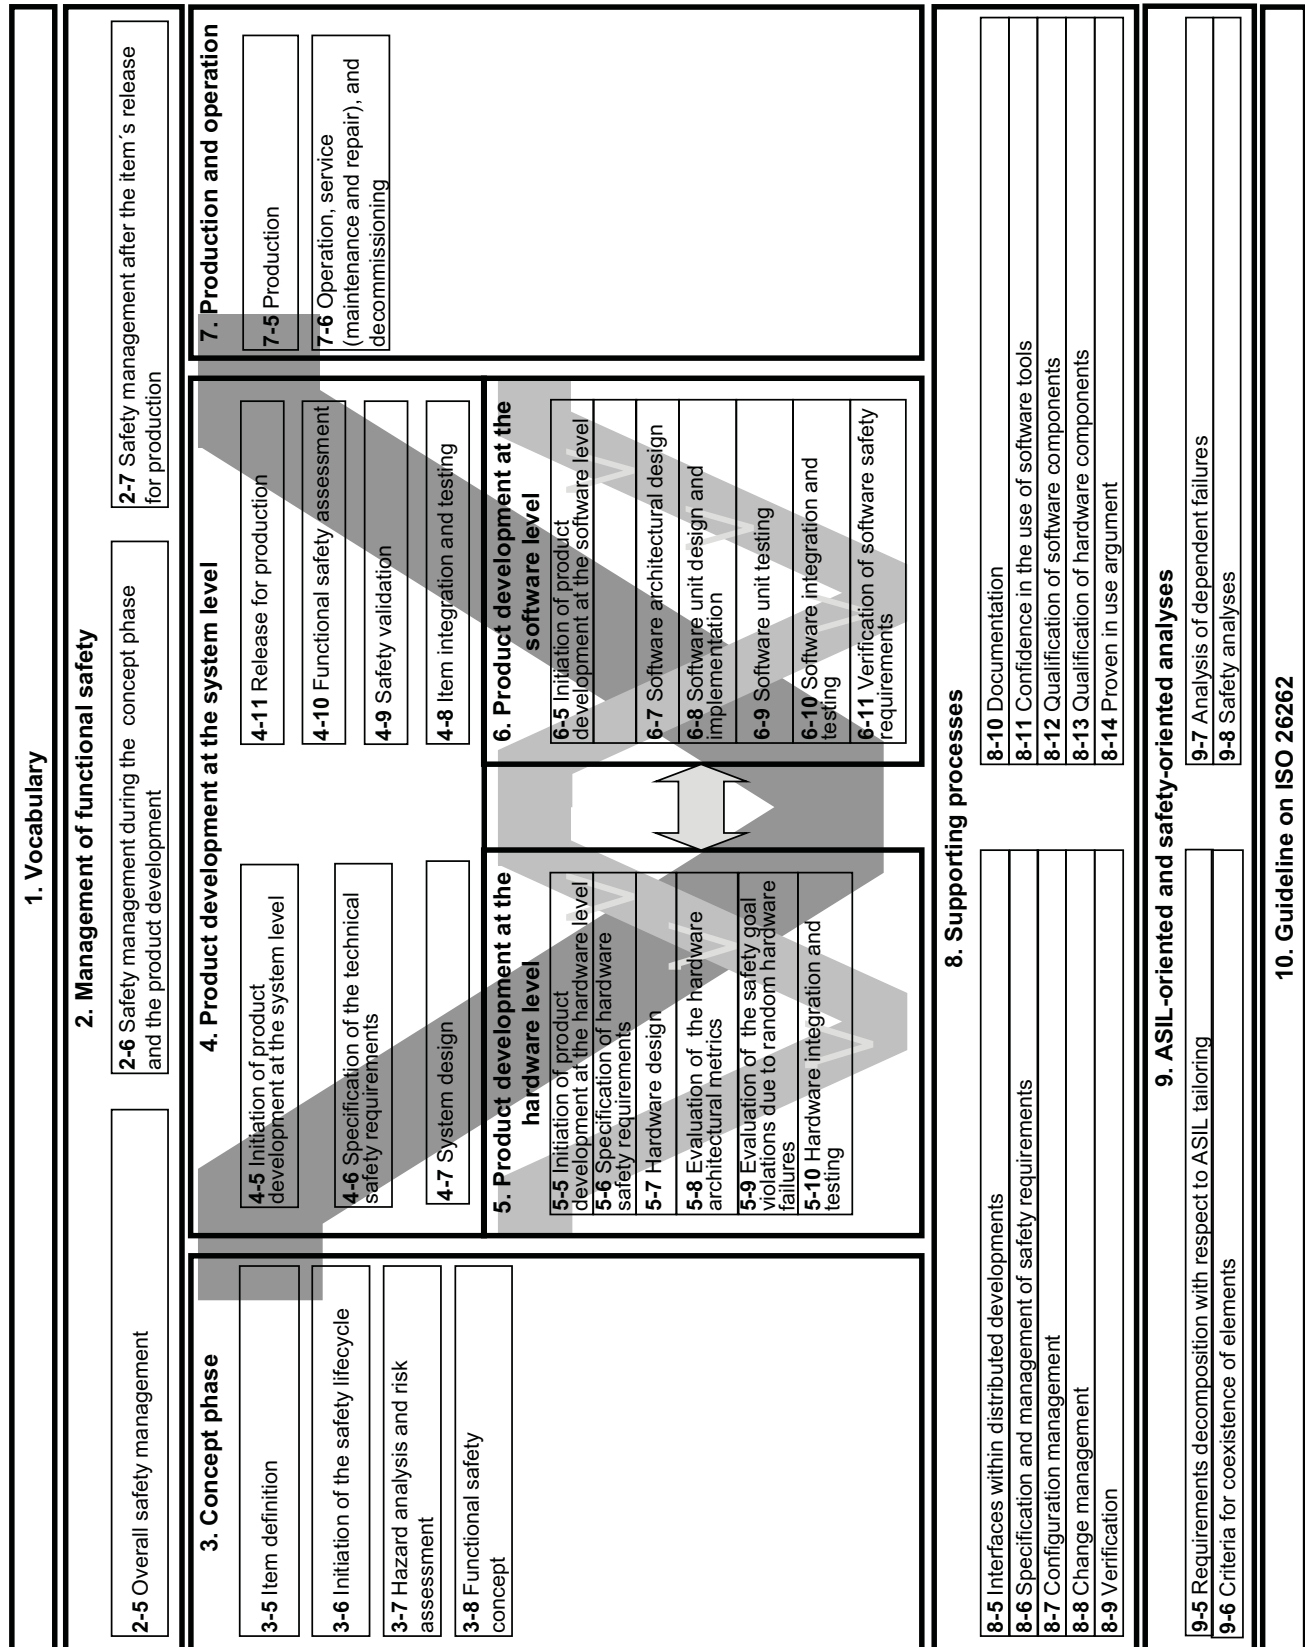 1. Vocabulary
2. Management of functional safety
2-5 Overall safety management
2-6 Safety management during the concept phase
and the product development
2-7 Safety management after the item´s release
for production
3. Concept phase
3-5 Item definition
3-6 Initiation of the safety lifecycle
3-7 Hazard analysis and risk
assessment
3-8 Functional safety
concept
4. Product development at the system level
4-5 Initiation of product
development at the system level
4-6 Specification of the technical
safety requirements
4-7 System design
4-11 Release for production
4-10 Functional safety assessment
4-9 Safety validation
4-8 Item integration and testing
5. Product development at the
hardware level
5-5 Initiation of product
development at the hardware level
5-6 Specification of hardware
safety requirements
5-7 Hardware design
5-8 Evaluation of the hardware
architectural metrics
5-9 Evaluation of the safety goal
violations due to random hardware
failures
5-10 Hardware integration and
testing
6. Product development at the
software level
6-5 Initiation of product
development at the software level
6-7 Software architectural design
6-8 Software unit design and
implementation
6-9 Software unit testing
6-10 Software integration and
testing
6-11 Verification of software safety
requirements
7. Production and operation
7-5 Production
7-6 Operation, service
(maintenance and repair), and
decommissioning
8. Supporting processes
8-5 Interfaces within distributed developments
8-6 Specification and management of safety requirements
8-7 Configuration management
8-8 Change management
8-9 Verification
8-10 Documentation
8-11 Confidence in the use of software tools
8-12 Qualification of software components
8-13 Qualification of hardware components
8-14 Proven in use argument
9. ASIL-oriented and safety-oriented analyses
9-5 Requirements decomposition with respect to ASIL tailoring
9-6 Criteria for coexistence of elements
9-7 Analysis of dependent failures
9-8 Safety analyses
10. Guideline on ISO 26262